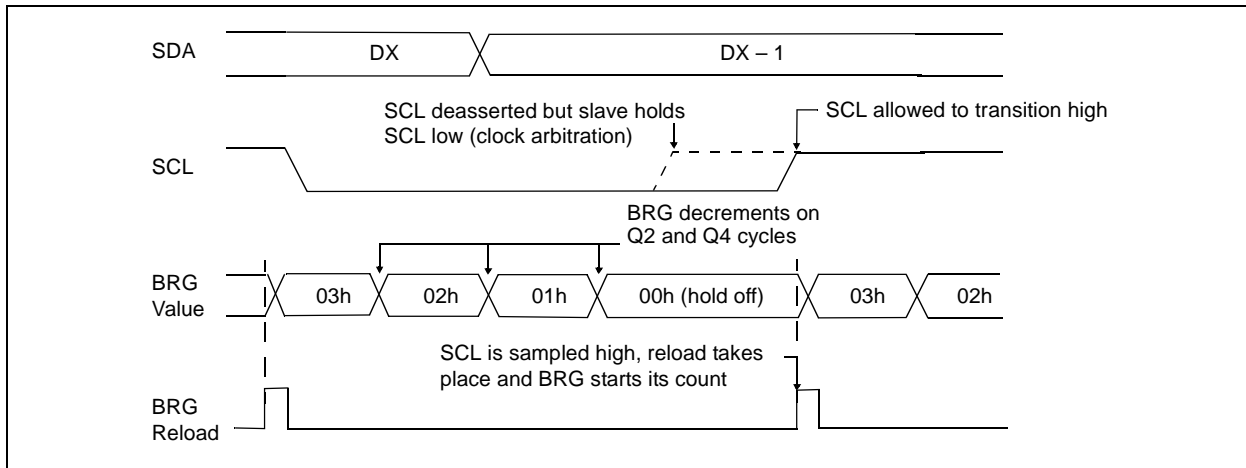 SDA
DX
DX – 1
SCL deasserted but slave holds
SCL low (clock arbitration)
SCL allowed to transition high
SCL
BRG decrements on
Q2 and Q4 cycles
BRG
Value
03h
02h
01h
00h (hold off)
03h
02h
SCL is sampled high, reload takes
place and BRG starts its count
BRG
Reload